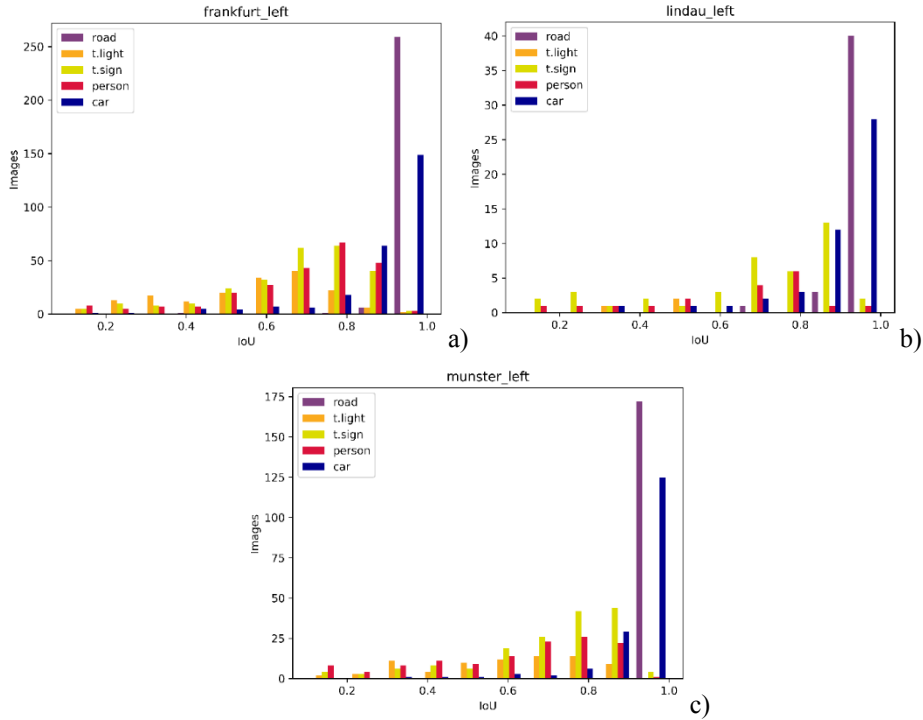 frankfurt_left
road
t.light
t.sign
person
car
250
200
150
100
50
0
Images
0.2 0.4 0.6 0.8 1.0
IoU
a)
lindau_left
road
t.light
t.sign
person
car
40
35
30
25
20
15
10
5
0
Images
0.2 0.4 0.6 0.8 1.0
IoU
b)
munster_left
road
t.light
t.sign
person
car
175
150
125
100
75
50
25
0
Images
0.2 0.4 0.6 0.8 1.0
IoU
c)